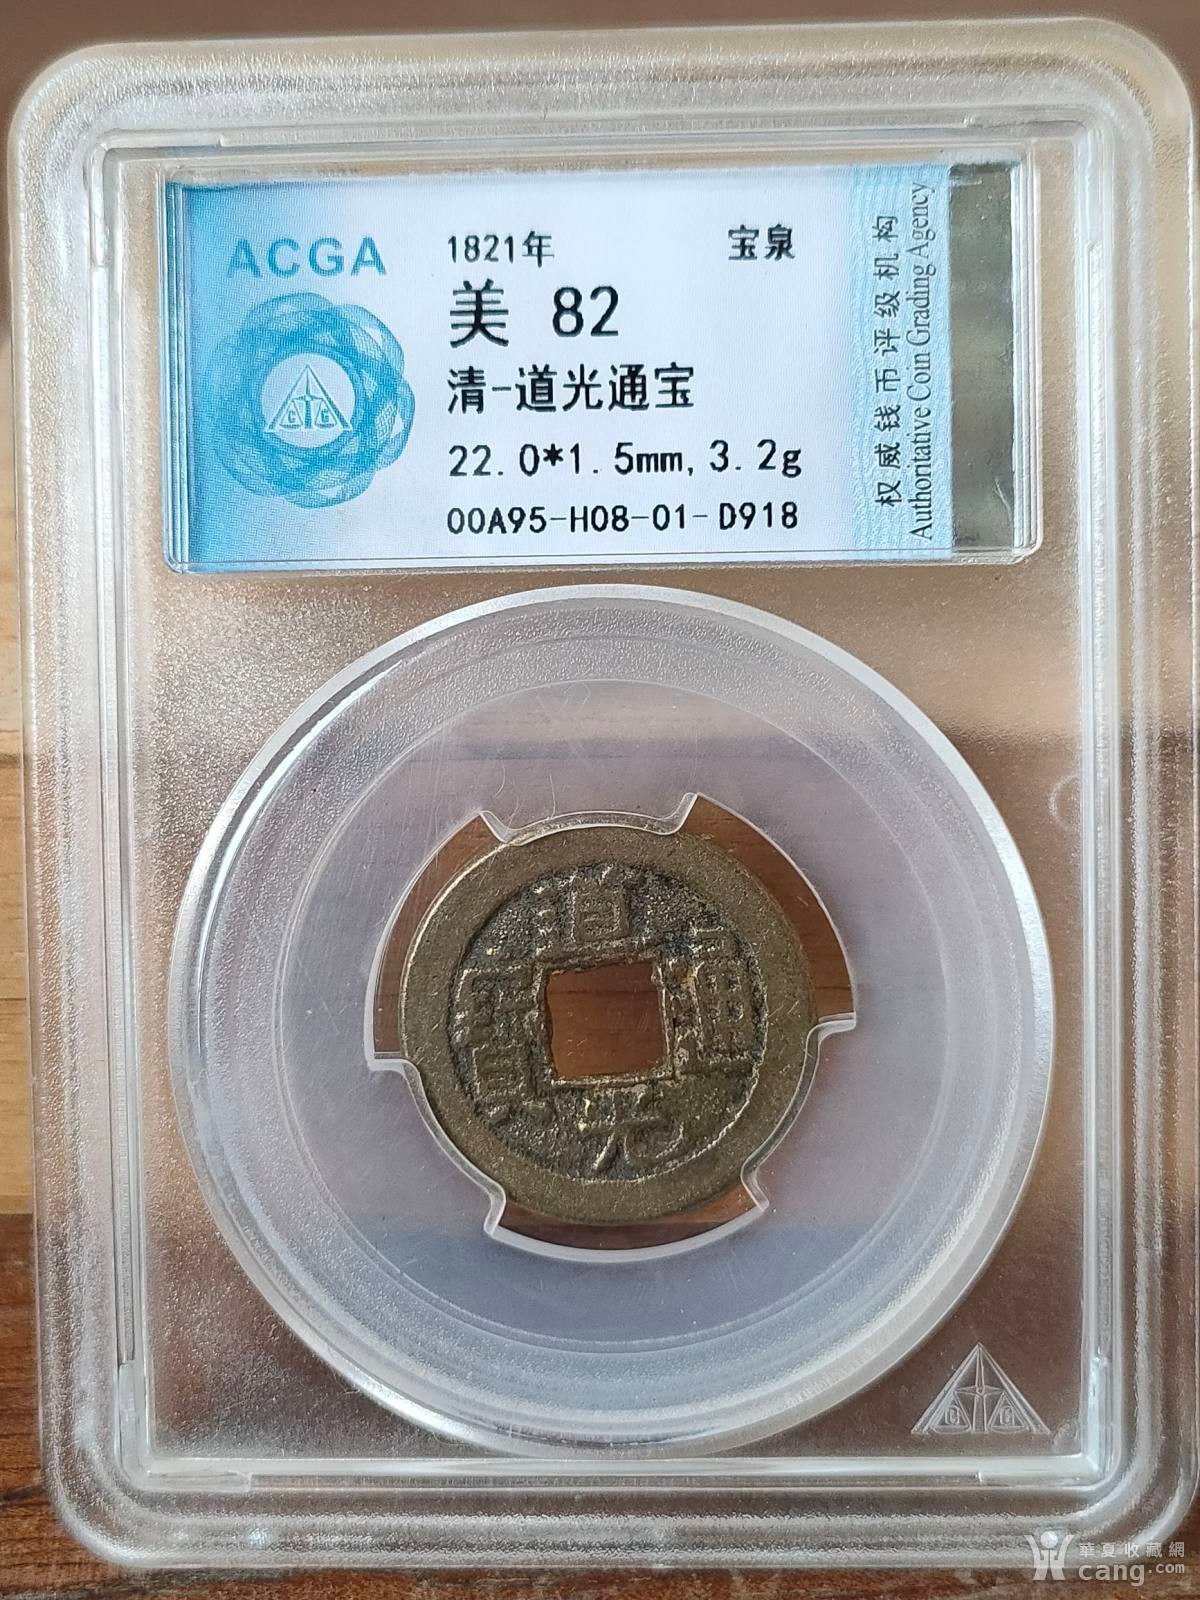 ACGA
1821年 宝泉
美 82
清-道光通宝
22.0*1.5mm,3.2g
00A95-H08-01-D918
权威钱币评级机构
Authoritative Coin Grading Agency
CTG
道光通寶
CTG
華夏收藏網
cang.com